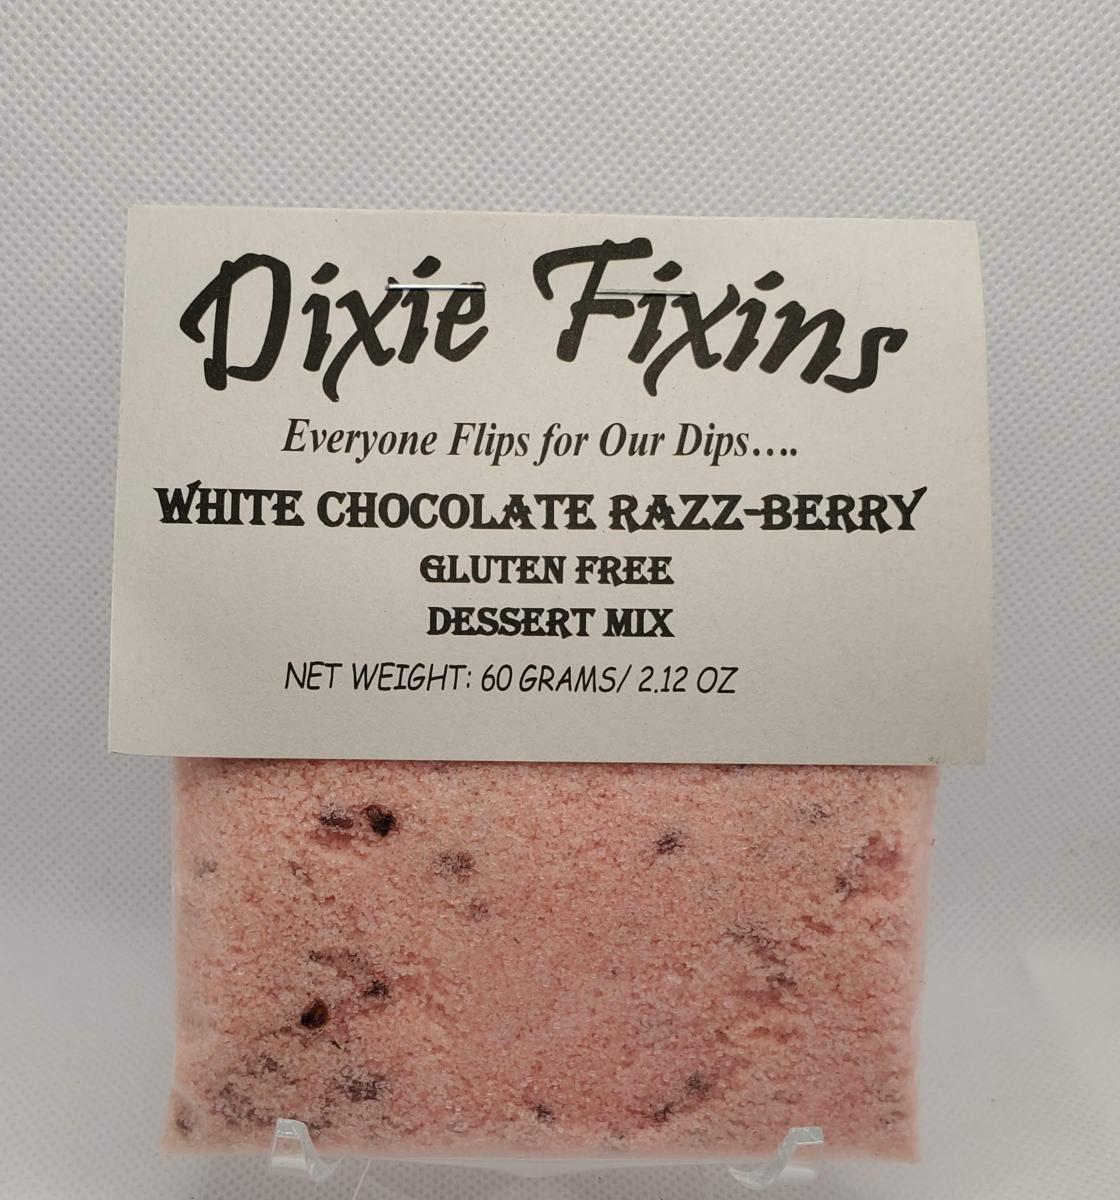 Dixie Fixins
Everyone Flips for Our Dips....
WHITE CHOCOLATE RAZZ-BERRY
GLUTEN FREE
DESSERT MIX
NET WEIGHT: 60 GRAMS/ 2.12 OZ